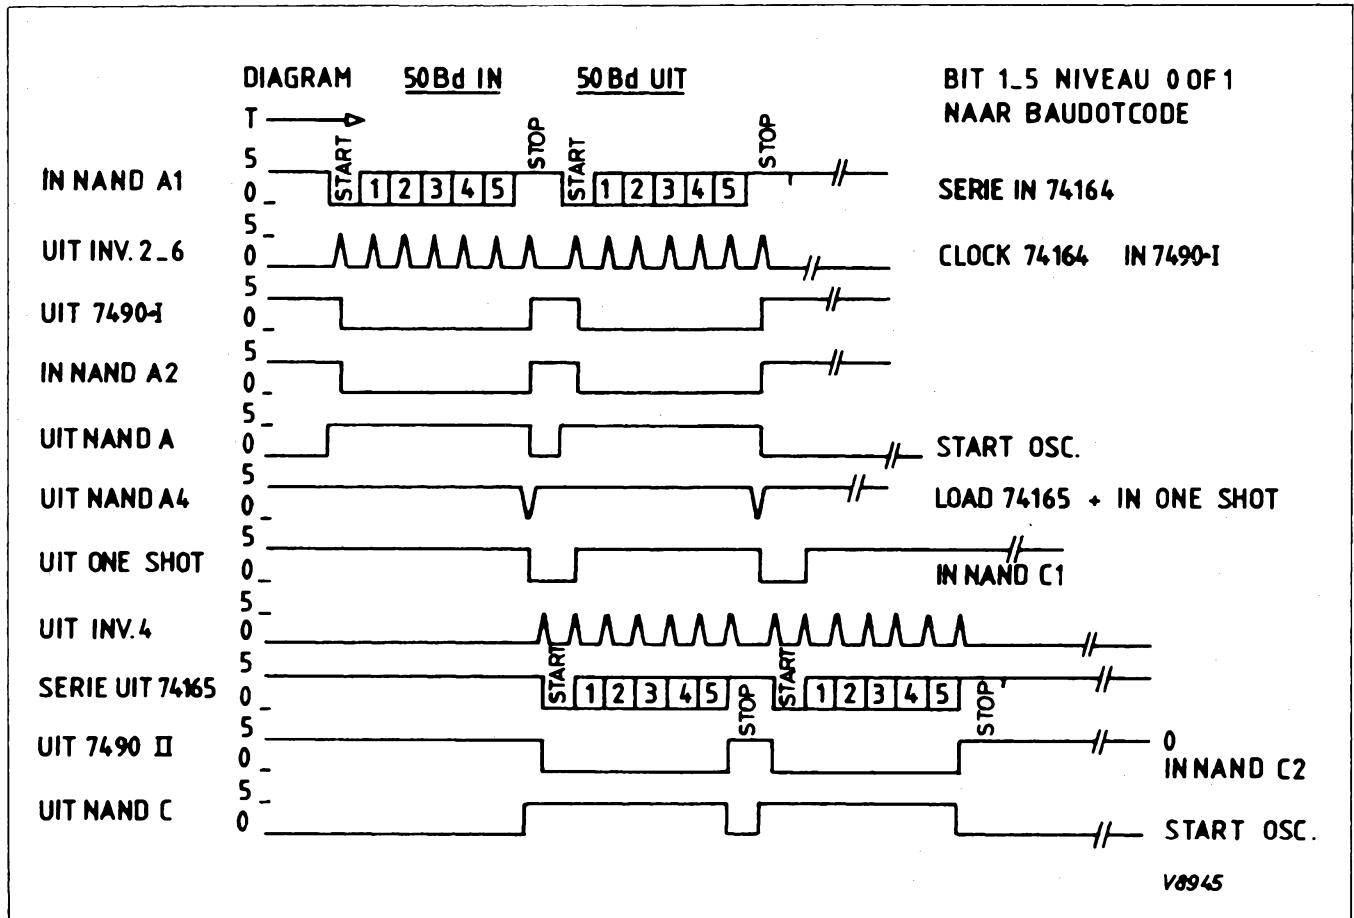 DIAGRAM 50Bd IN 50Bd UIT BIT 1_5 NIVEAU 0 OF 1
T NAAR BAUDOTCODE
START STOP START STOP
IN NAND A1 5 0 1 2 3 4 5 1 2 3 4 5 SERIE IN 74164
UIT INV. 2_6 5 0 CLOCK 74164 IN 7490-I
UIT 7490-I 5 0
IN NAND A2 5 0
UIT NAND A 5 0 START OSC.
UIT NAND A4 5 0 LOAD 74165 + IN ONE SHOT
UIT ONE SHOT 5 0 IN NAND C1
UIT INV. 4 5 0
SERIE UIT 74165 5 0 START 1 2 3 4 5 STOP START 1 2 3 4 5 STOP
UIT 7490 II 5 0 0
IN NAND C2
UIT NAND C 5 0 START OSC.
V8945